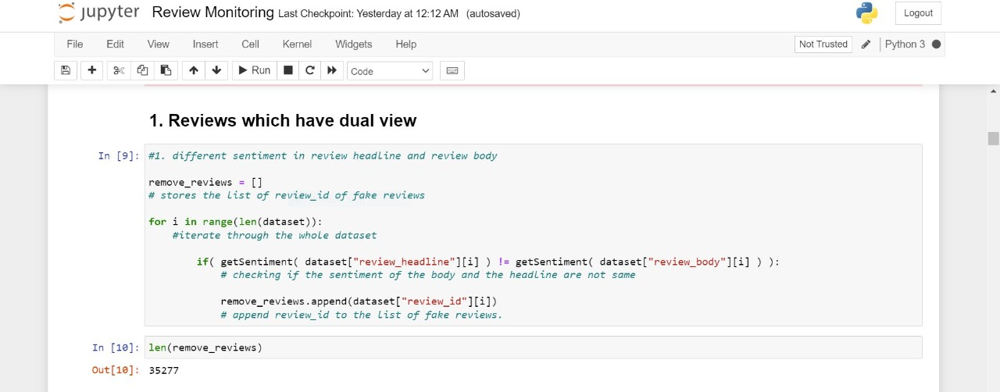 jupyter Review Monitoring Last Checkpoint: Yesterday at 12:12 AM (autosaved) Logout
File Edit View Insert Cell Kernel Widgets Help Not Trusted Python 3
Run Code
1. Reviews which have dual view
In [9]: #1. different sentiment in review headline and review body
remove_reviews = []
# stores the list of review_id of fake reviews
for i in range(len(dataset)):
#iterate through the whole dataset
if( getSentiment( dataset["review_headline"][i] ) != getSentiment( dataset["review_body"][i] ) ):
# checking if the sentiment of the body and the headline are not same
remove_reviews.append(dataset["review_id"][i])
# append review_id to the list of fake reviews.
In [10]: len(remove_reviews)
Out[10]: 35277